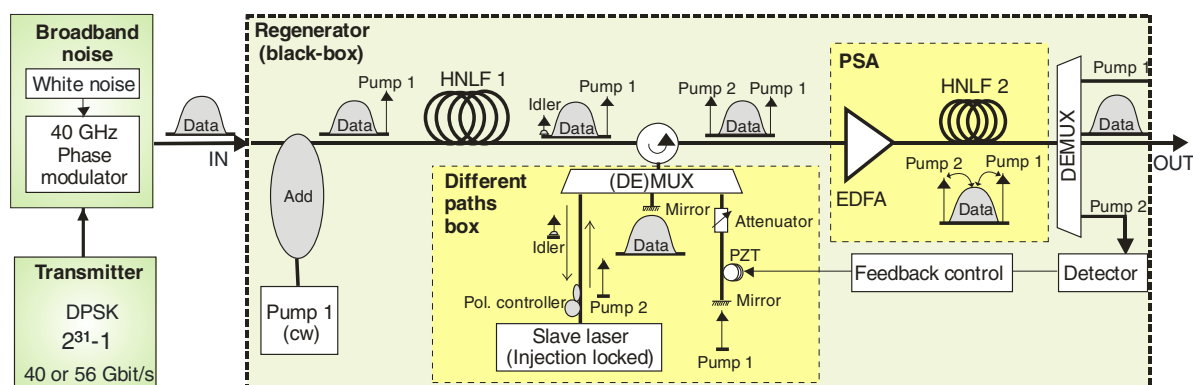 Broadband
noise
White noise
40 GHz
Phase
modulator
Transmitter
DPSK
2³¹-1
40 or 56 Gbit/s
Data
IN
Regenerator
(black-box)
Add
Pump 1
(cw)
Data
Pump 1
HNLF 1
Idler
Data
Pump 1
Pump 2
Data
Pump 1
Different
paths
box
(DE)MUX
Idler
Pol. controller
Pump 2
Slave laser
(Injection locked)
Mirror
Data
Attenuator
PZT
Mirror
Pump 1
PSA
EDFA
HNLF 2
Pump 2
Pump 1
Data
DEMUX
Pump 1
Data
OUT
Pump 2
Feedback control
Detector